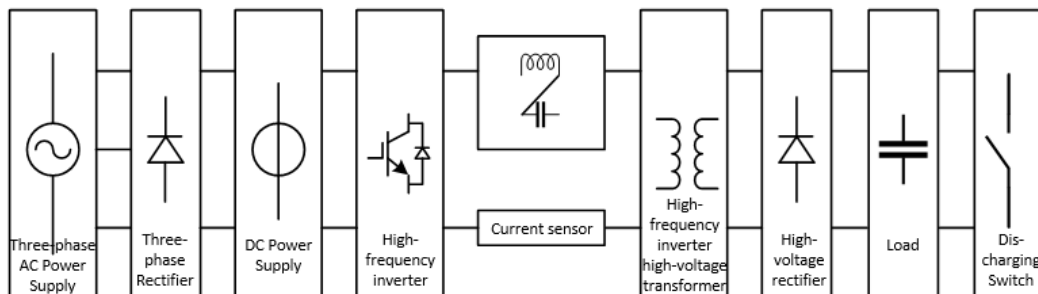 Three-phase
AC Power
Supply
Three-
phase
Rectifier
DC Power
Supply
High-
frequency
inverter
Current sensor
High-
frequency
inverter
high-voltage
transformer
High-
voltage
rectifier
Load
Dis-
charging
Switch